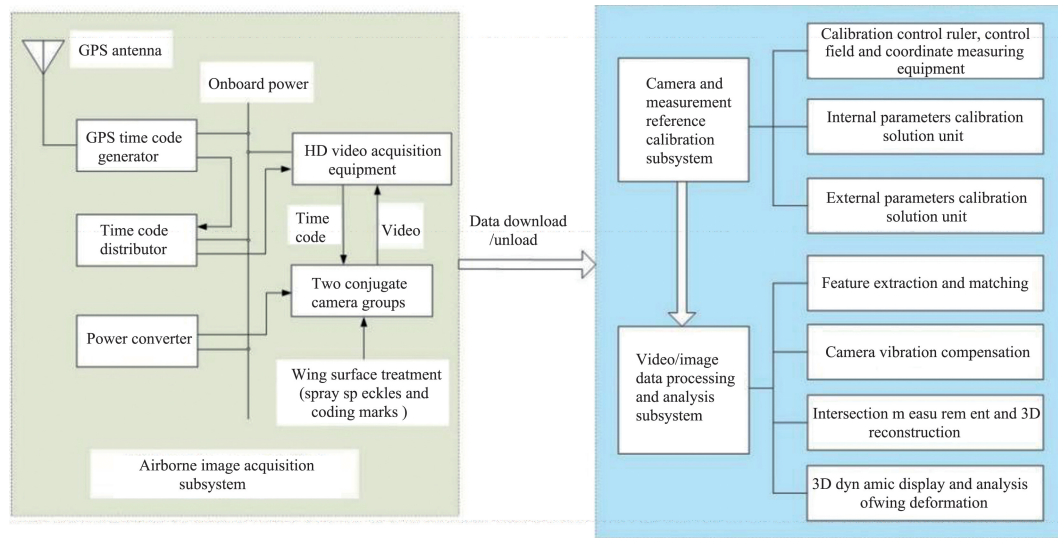 GPS antenna
Onboard power
GPS time code
generator
HD video acquisition
equipment
Time code
distributor
Time
code
Video
Two conjugate
camera groups
Power converter
Wing surface treatment
(spray sp eckles and
coding marks )
Airborne image acquisition
subsystem
Data download
/unload
Camera and
measurement
reference
calibration
subsystem
Calibration control ruler, control
field and coordinate measuring
equipment
Internal parameters calibration
solution unit
External parameters calibration
solution unit
Video/image
data processing
and analysis
subsystem
Feature extraction and matching
Camera vibration compensation
Intersection m easu rem ent and 3D
reconstruction
3D dyn amic display and analysis
ofwing deformation